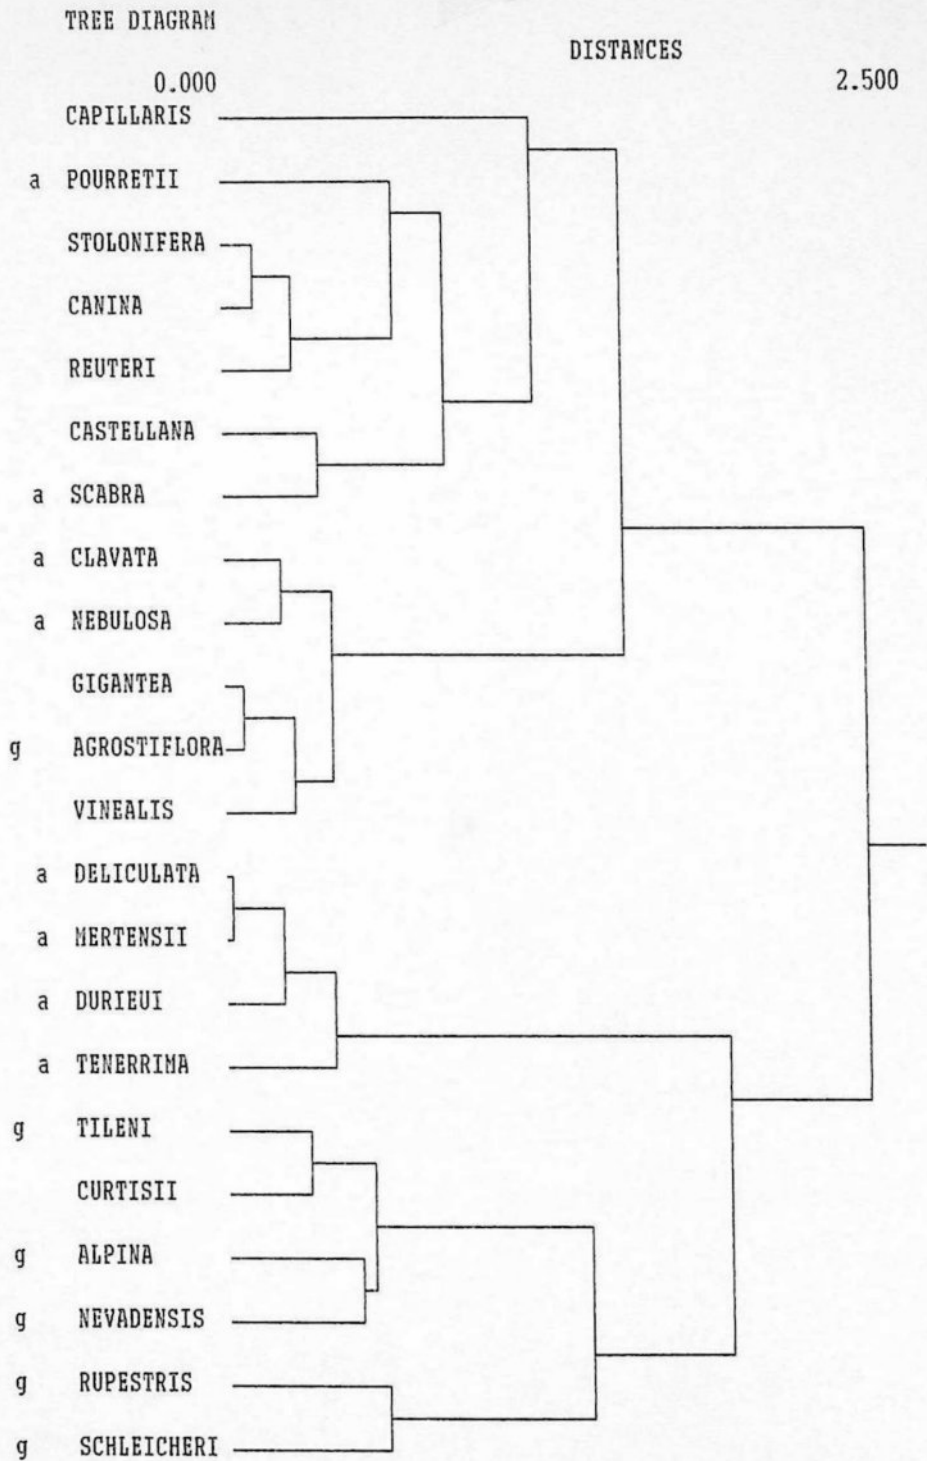 TREE DIAGRAM
DISTANCES
0.000 2.500
CAPILLARIS
a POURRETII
STOLONIFERA
CANINA
REUTERI
CASTELLANA
a SCABRA
a CLAVATA
a NEBULOSA
GIGANTEA
g AGROSTIFLORA
VINEALIS
a DELICULATA
a MERTENSII
a DURIEUI
a TENERRIMA
g TILENI
CURTISII
g ALPINA
g NEVADENSIS
g RUPESTRIS
g SCHLEICHERI